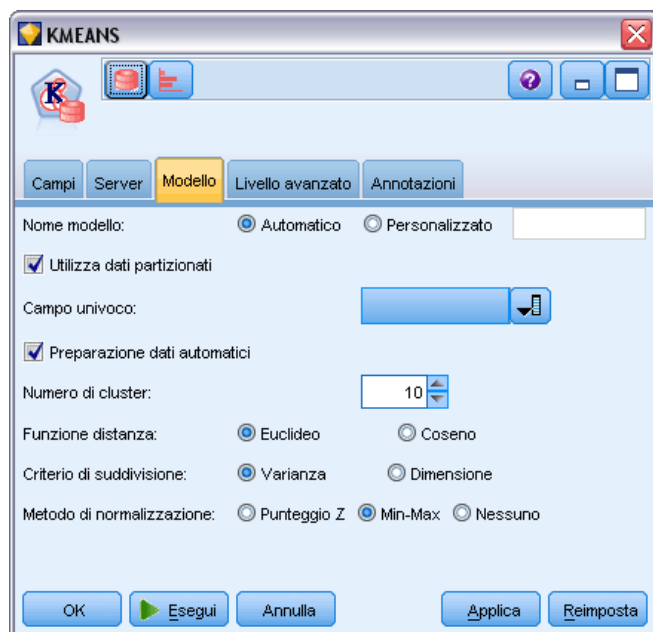 KMEANS
K
?
Campi Server Modello Livello avanzato Annotazioni
Nome modello: Automatico Personalizzato
Utilizza dati partizionati
Campo univoco:
Preparazione dati automatici
Numero di cluster: 10
Funzione distanza: Euclideo Coseno
Criterio di suddivisione: Varianza Dimensione
Metodo di normalizzazione: Punteggio Z Min-Max Nessuno
OK Esegui Annulla Applica Reimposta